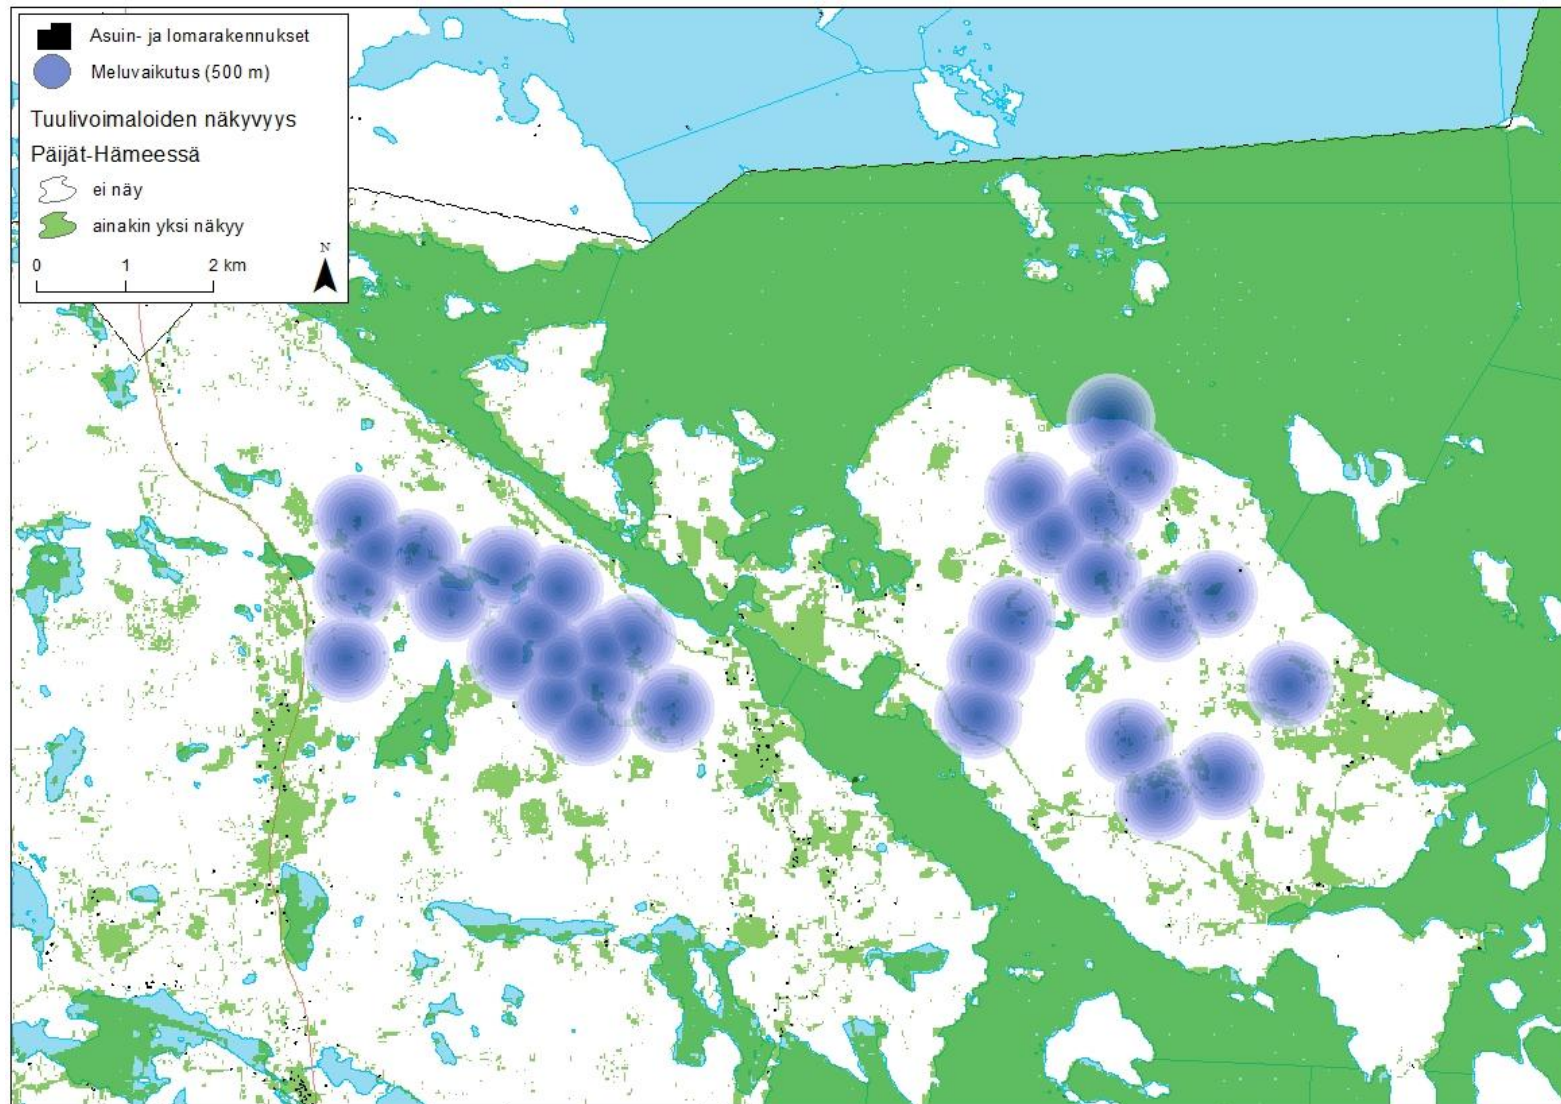 Asuin- ja lomarakennukset
Meluvaikutus (500 m)
Tuulivoimaloiden näkyvyys
Päijät-Hämeessä
ei näy
ainakin yksi näkyy
N
0 1 2 km